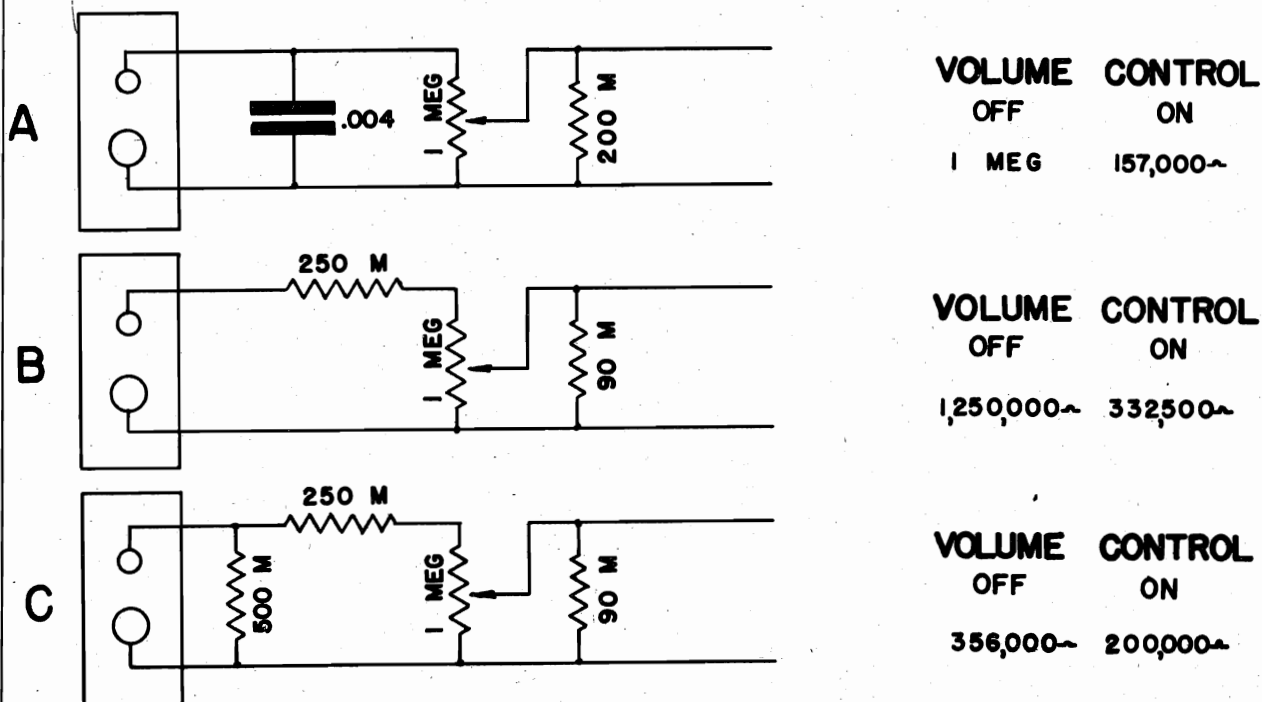 A
.004
1 MEG
200 M
VOLUME CONTROL
OFF ON
1 MEG 157,000~
B
250 M
1 MEG
90 M
VOLUME CONTROL
OFF ON
1,250,000~ 332,500~
C
500 M
250 M
1 MEG
90 M
VOLUME CONTROL
OFF ON
356,000~ 200,000~